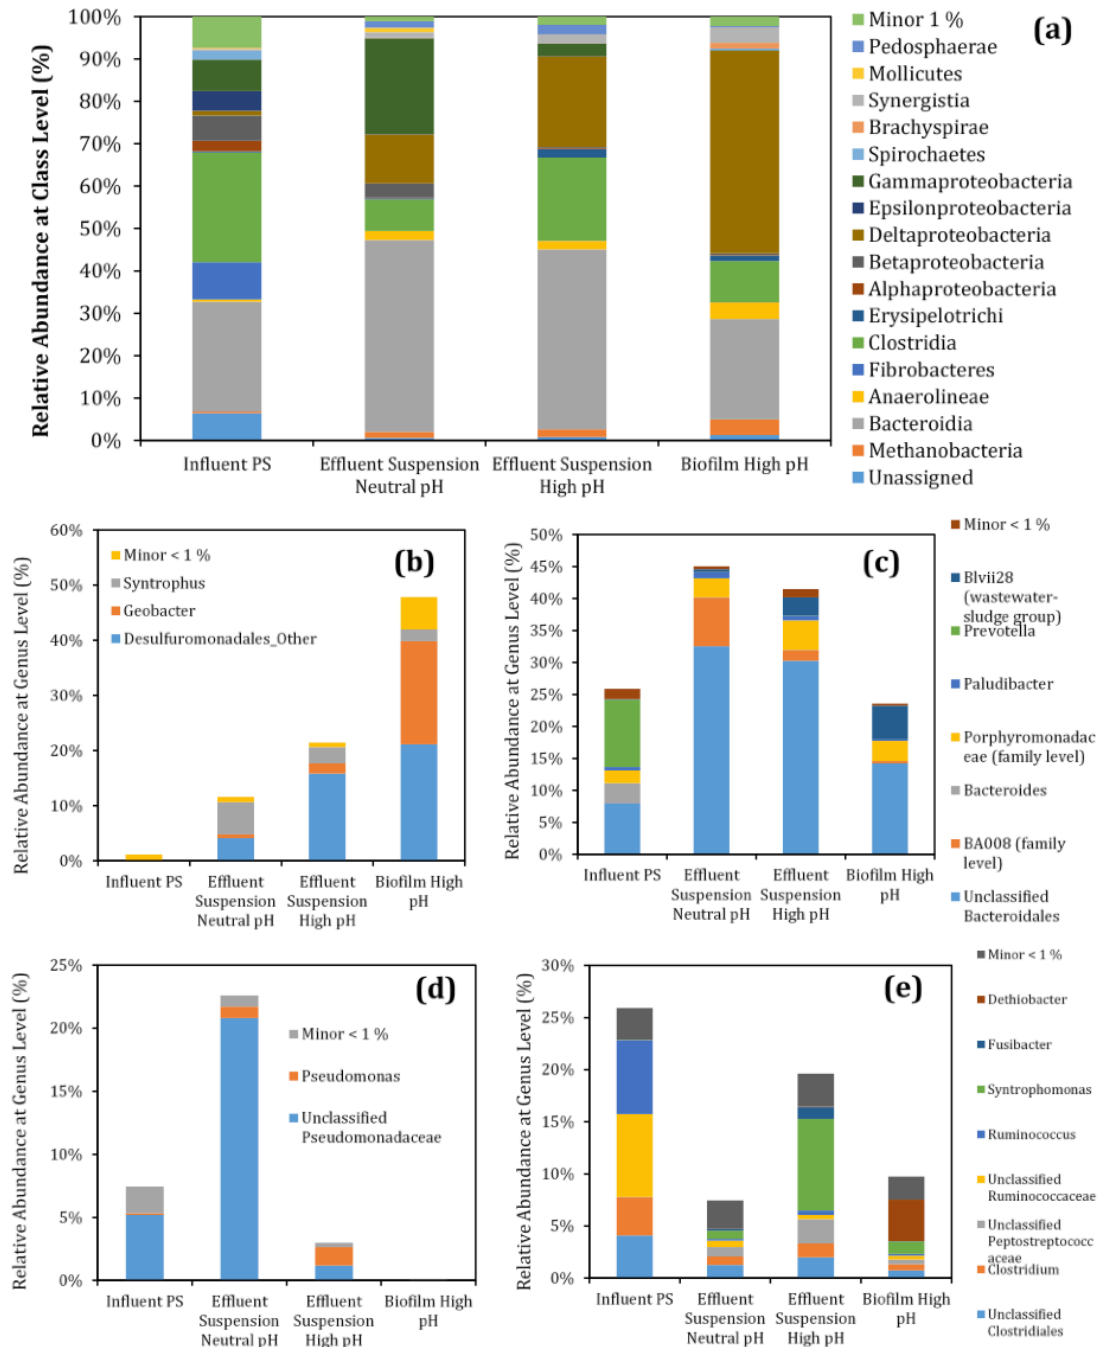 (a)
Relative Abundance at Class Level (%)
100%
90%
80%
70%
60%
50%
40%
30%
20%
10%
0%
Influent PS
Effluent Suspension
Neutral pH
Effluent Suspension
High pH
Biofilm High pH
Minor 1 %
Pedosphaerae
Mollicutes
Synergistia
Brachyspirae
Spirochaetes
Gammaproteobacteria
Epsilonproteobacteria
Deltaproteobacteria
Betaproteobacteria
Alphaproteobacteria
Erysipelotrichi
Clostridia
Fibrobacteres
Anaerolineae
Bacteroidia
Methanobacteria
Unassigned
(b)
Relative Abundance at Genus Level (%)
60%
50%
40%
30%
20%
10%
0%
Minor < 1 %
Syntrophus
Geobacter
Desulfuromonadales_Other
Influent PS
Effluent
Suspension
Neutral pH
Effluent
Suspension
High pH
Biofilm High
pH
(c)
Relative Abundance at Genus Level (%)
50%
45%
40%
35%
30%
25%
20%
15%
10%
5%
0%
Influent PS
Effluent
Suspension
Neutral pH
Effluent
Suspension
High pH
Biofilm High
pH
Minor < 1 %
Blvii28
(wastewater-
sludge group)
Prevotella
Paludibacter
Porphyromonadac
eae (family level)
Bacteroides
BA008 (family
level)
Unclassified
Bacteroidales
(d)
Relative Abundance at Genus Level (%)
25%
20%
15%
10%
5%
0%
Minor < 1 %
Pseudomonas
Unclassified
Pseudomonadaceae
Influent PS
Effluent
Suspension
Neutral pH
Effluent
Suspension
High pH
Biofilm High
pH
(e)
Relative Abundance at Genus Level (%)
30%
25%
20%
15%
10%
5%
0%
Influent PS
Effluent
Suspension
Neutral pH
Effluent
Suspension
High pH
Biofilm High
pH
Minor < 1 %
Dethiobacter
Fusibacter
Syntrophomonas
Ruminococcus
Unclassified
Ruminococcaceae
Unclassified
Peptostreptococc
aceae
Clostridium
Unclassified
Clostridiales